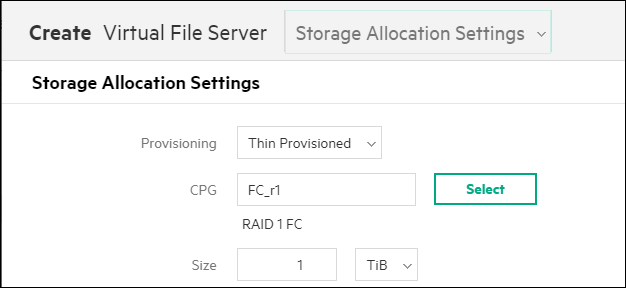 Create Virtual File Server Storage Allocation Settings
Storage Allocation Settings
Provisioning Thin Provisioned
CPG FC_r1 Select
RAID 1 FC
Size 1 TiB